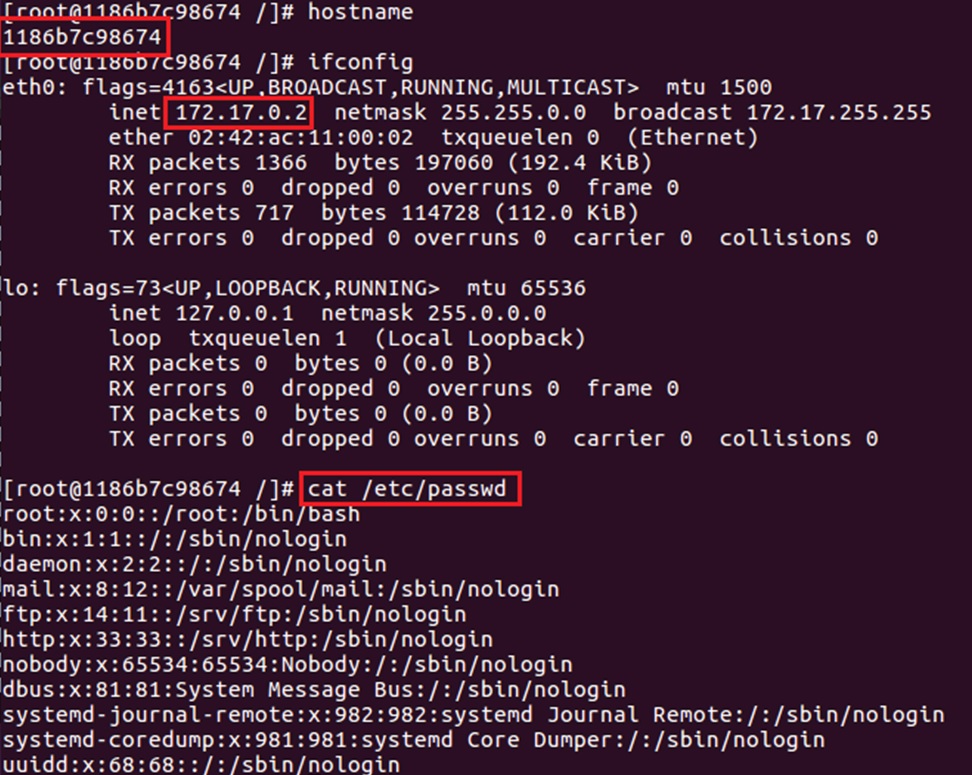 [root@1186b7c98674 /]# hostname
1186b7c98674
[root@1186b7c98674 /]# ifconfig
eth0: flags=4163<UP,BROADCAST,RUNNING,MULTICAST>  mtu 1500
        inet 172.17.0.2  netmask 255.255.0.0  broadcast 172.17.255.255
        ether 02:42:ac:11:00:02  txqueuelen 0  (Ethernet)
        RX packets 1366  bytes 197060 (192.4 KiB)
        RX errors 0  dropped 0  overruns 0  frame 0
        TX packets 717  bytes 114728 (112.0 KiB)
        TX errors 0  dropped 0 overruns 0  carrier 0  collisions 0
lo: flags=73<UP,LOOPBACK,RUNNING>  mtu 65536
        inet 127.0.0.1  netmask 255.0.0.0
        loop  txqueuelen 1  (Local Loopback)
        RX packets 0  bytes 0 (0.0 B)
        RX errors 0  dropped 0  overruns 0  frame 0
        TX packets 0  bytes 0 (0.0 B)
        TX errors 0  dropped 0 overruns 0  carrier 0  collisions 0
[root@1186b7c98674 /]# cat /etc/passwd
root:x:0:0::/root:/bin/bash
bin:x:1:1::/:/sbin/nologin
daemon:x:2:2::/:/sbin/nologin
mail:x:8:12::/var/spool/mail:/sbin/nologin
ftp:x:14:11::/srv/ftp:/sbin/nologin
http:x:33:33::/srv/http:/sbin/nologin
nobody:x:65534:65534:Nobody:/:/sbin/nologin
dbus:x:81:81:System Message Bus:/:/sbin/nologin
systemd-journal-remote:x:982:982:systemd Journal Remote:/:/sbin/nologin
systemd-coredump:x:981:981:systemd Core Dumper:/:/sbin/nologin
uuidd:x:68:68::/:/sbin/nologin